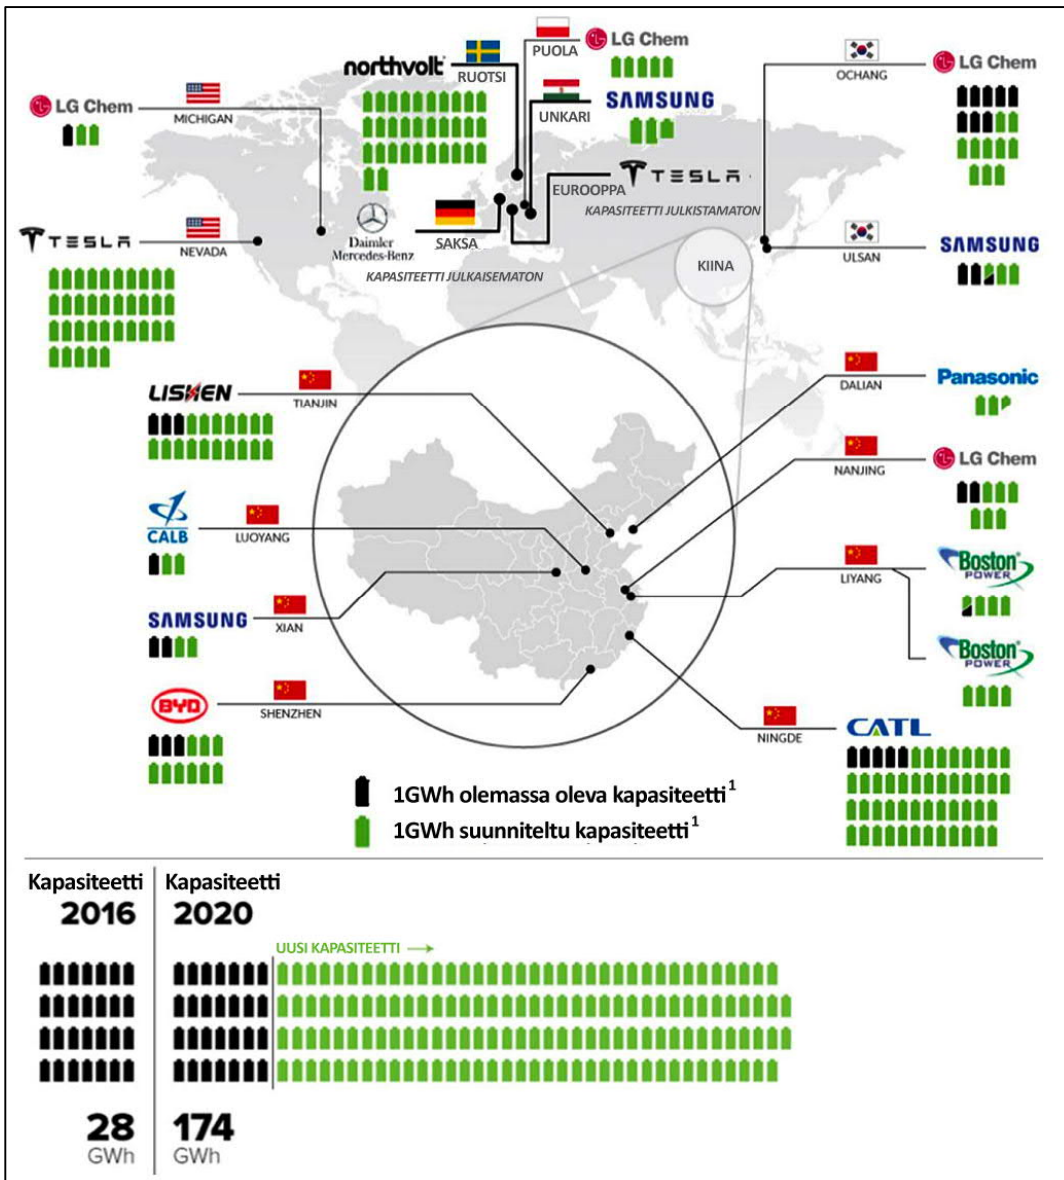 northvolt
RUOTSI
PUOLA
LG Chem
UNKARI
SAMSUNG
OCHANG
LG Chem
LG Chem
MICHIGAN
EUROOPPA
TESLA
KAPASITEETTI JULKISTAMATON
TESLA
NEVADA
Daimler
Mercedes-Benz
SAKSA
KAPASITEETTI JULKAISEMATON
KIINA
ULSAN
SAMSUNG
LISHEN
TIANJIN
DALIAN
Panasonic
NANJING
LG Chem
CALB
LUOYANG
LIYANG
Boston®
POWER
SAMSUNG
XIAN
Boston®
POWER
BYD
SHENZHEN
NINGDE
CATL
1GWh olemassa oleva kapasiteetti¹
1GWh suunniteltu kapasiteetti¹
Kapasiteetti
2016
Kapasiteetti
2020
UUSI KAPASITEETTI →
28
GWh
174
GWh